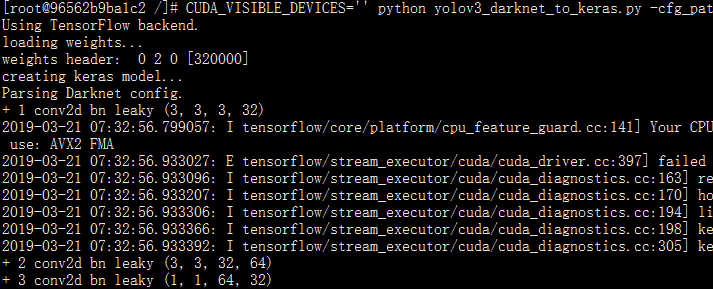 [root@96562b9ba1c2 /]# CUDA_VISIBLE_DEVICES='' python yolov3_darknet_to_keras.py -cfg_pat
Using TensorFlow backend.
loading weights...
weights header:  0 2 0 [320000]
creating keras model...
Parsing Darknet config.
+ 1 conv2d bn leaky (3, 3, 3, 32)
2019-03-21 07:32:56.799057: I tensorflow/core/platform/cpu_feature_guard.cc:141] Your CPU
use: AVX2 FMA
2019-03-21 07:32:56.933027: E tensorflow/stream_executor/cuda/cuda_driver.cc:397] failed
2019-03-21 07:32:56.933096: I tensorflow/stream_executor/cuda/cuda_diagnostics.cc:163] re
2019-03-21 07:32:56.933207: I tensorflow/stream_executor/cuda/cuda_diagnostics.cc:170] ho
2019-03-21 07:32:56.933306: I tensorflow/stream_executor/cuda/cuda_diagnostics.cc:194] li
2019-03-21 07:32:56.933366: I tensorflow/stream_executor/cuda/cuda_diagnostics.cc:198] ke
2019-03-21 07:32:56.933392: I tensorflow/stream_executor/cuda/cuda_diagnostics.cc:305] ke
+ 2 conv2d bn leaky (3, 3, 32, 64)
+ 3 conv2d bn leaky (1, 1, 64, 32)